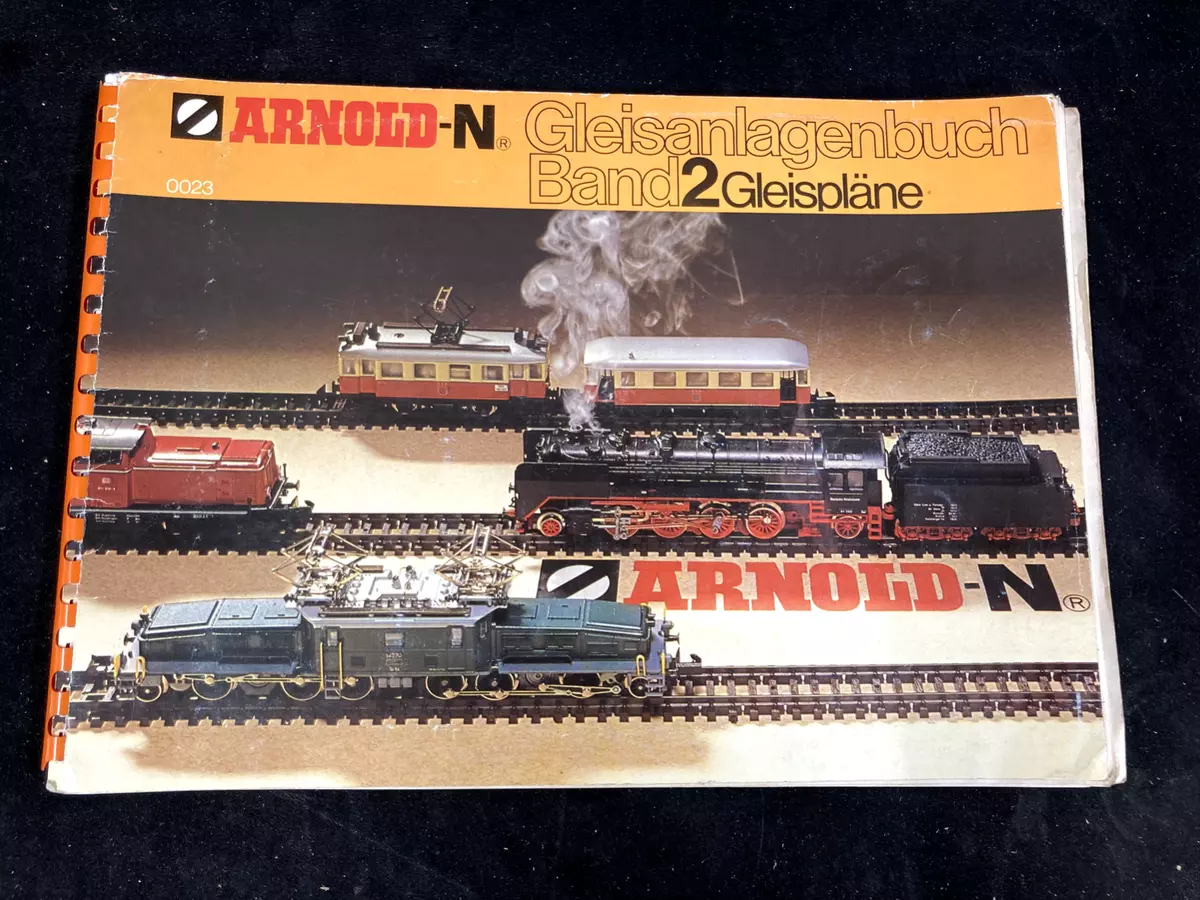 ARNOLD-N® Gleisanlagenbuch
Band 2 Gleispläne
0023
ARNOLD-N®